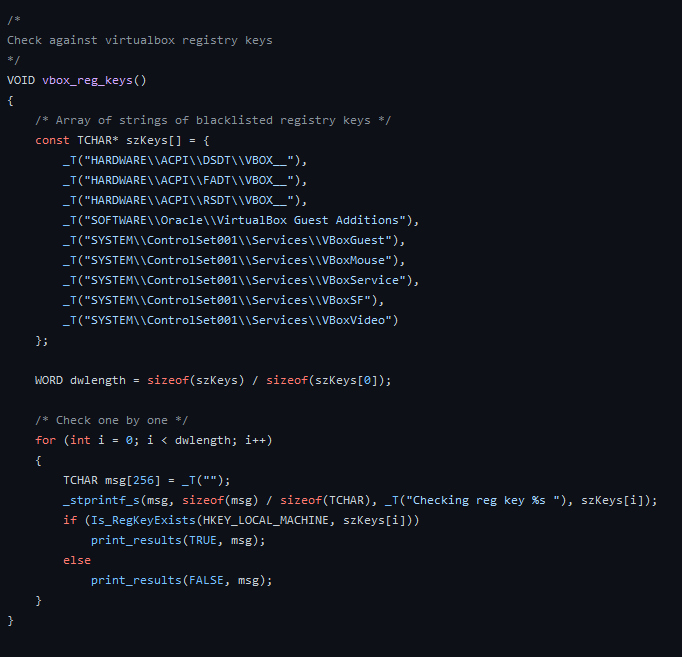 /*
Check against virtualbox registry keys
*/
VOID vbox_reg_keys()
{
    /* Array of strings of blacklisted registry keys */
    const TCHAR* szKeys[] = {
        _T("HARDWARE\\ACPI\\DSDT\\VBOX__"),
        _T("HARDWARE\\ACPI\\FADT\\VBOX__"),
        _T("HARDWARE\\ACPI\\RSDT\\VBOX__"),
        _T("SOFTWARE\\Oracle\\VirtualBox Guest Additions"),
        _T("SYSTEM\\ControlSet001\\Services\\VBoxGuest"),
        _T("SYSTEM\\ControlSet001\\Services\\VBoxMouse"),
        _T("SYSTEM\\ControlSet001\\Services\\VBoxService"),
        _T("SYSTEM\\ControlSet001\\Services\\VBoxSF"),
        _T("SYSTEM\\ControlSet001\\Services\\VBoxVideo")
    };
    WORD dwlength = sizeof(szKeys) / sizeof(szKeys[0]);
    /* Check one by one */
    for (int i = 0; i < dwlength; i++)
    {
        TCHAR msg[256] = _T("");
        _stprintf_s(msg, sizeof(msg) / sizeof(TCHAR), _T("Checking reg key %s "), szKeys[i]);
        if (Is_RegKeyExists(HKEY_LOCAL_MACHINE, szKeys[i]))
            print_results(TRUE, msg);
        else
            print_results(FALSE, msg);
    }
}